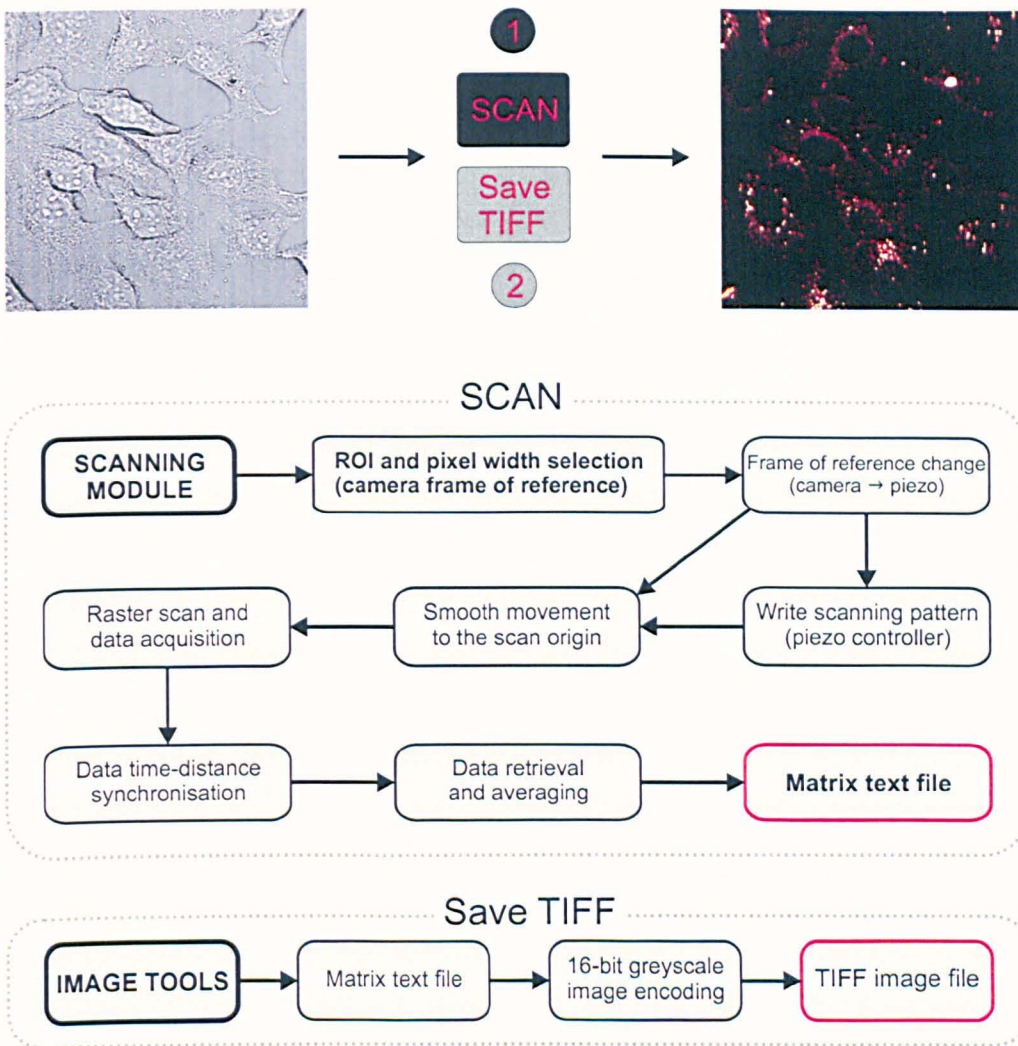 1
SCAN
Save
TIFF
2
SCAN
SCANNING
MODULE
ROI and pixel width selection
(camera frame of reference)
Frame of reference change
(camera → piezo)
Raster scan and
data acquisition
Smooth movement
to the scan origin
Write scanning pattern
(piezo controller)
Data time-distance
synchronisation
Data retrieval
and averaging
Matrix text file
Save TIFF
IMAGE TOOLS
Matrix text file
16-bit greyscale
image encoding
TIFF image file